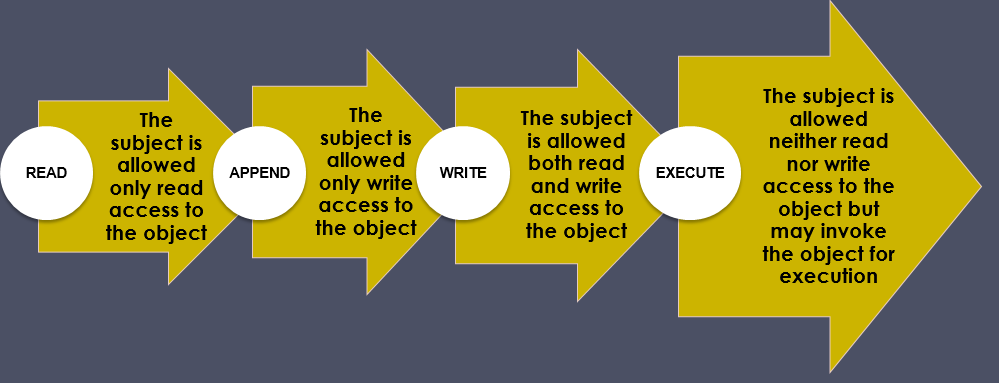 READ
The
subject is
allowed
only read
access to
the object
APPEND
The
subject is
allowed
only write
access to
the object
WRITE
The subject
is allowed
both read
and write
access to
the object
EXECUTE
The subject is
allowed
neither read
nor write
access to the
object but
may invoke
the object for
execution